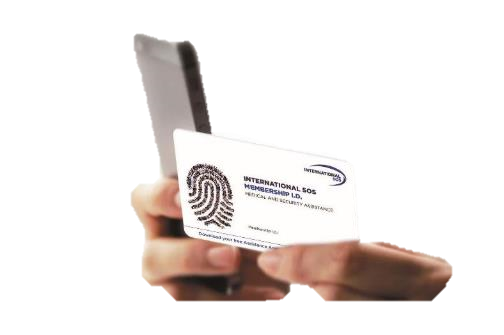 INTERNATIONAL
SOS
INTERNATIONAL SOS
MEMBERSHIP I.D.
MEDICAL AND SECURITY ASSISTANCE
Download your free Assistance